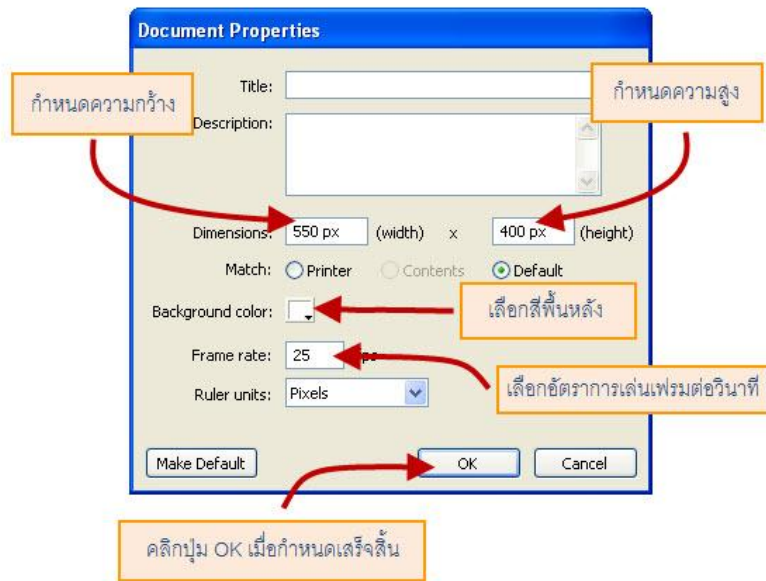 Document Properties
Title:
กำหนดความกว้าง
กำหนดความสูง
Description:
Dimensions: 550 px (width) x 400 px (height)
Match: Printer Contents Default
Background color:
เลือกสีพื้นหลัง
Frame rate: 25
เลือกอัตราการเล่นเฟรมต่อวินาที
Ruler units: Pixels
Make Default OK Cancel
คลิกปุ่ม OK เมื่อกำหนดเสร็จสิ้น